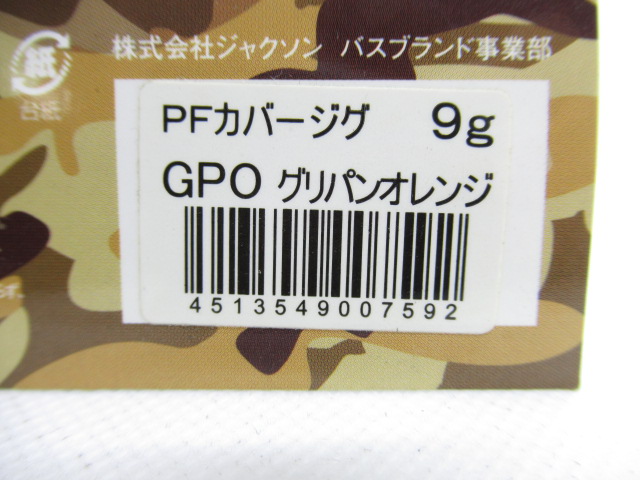 紙
台紙
株式会社ジャクソン バスブランド事業部
PFカバージグ 9g
GPO グリパンオレンジ
4513549007592